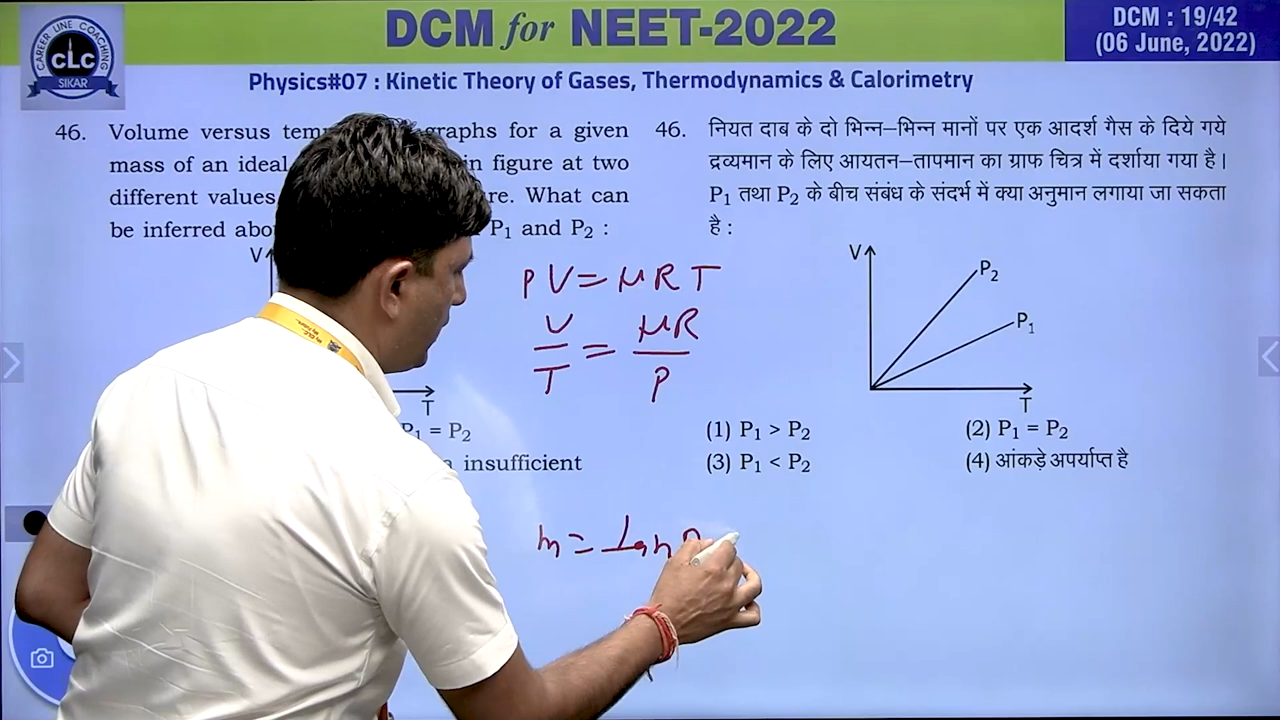 CAREER LINE COACHING
CLC
SIKAR
DCM for NEET-2022
DCM : 19/42
(06 June, 2022)
Physics#07 : Kinetic Theory of Gases, Thermodynamics & Calorimetry
46. Volume versus graphs for a given
mass of an ideal in figure at two
different values What can
be inferred P₁ and P₂ :
V
T
P₁ = P₂
insufficient
PV = μRT
V/T = μR/P
m = tan
46. नियत दाब के दो भिन्न–भिन्न मानों पर एक आदर्श गैस के दिये गये
द्रव्यमान के लिए आयतन–तापमान का ग्राफ चित्र में दर्शाया गया है।
P₁ तथा P₂ के बीच संबंध के संदर्भ में क्या अनुमान लगाया जा सकता
है :
V
P₂
P₁
T
(1) P₁ > P₂ (2) P₁ = P₂
(3) P₁ < P₂ (4) आंकड़े अपर्याप्त है